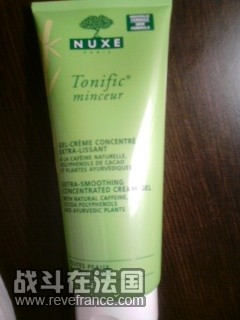 NUXE
PARIS
Tonific®
minceur
GEL-CRÈME CONCENTRÉ
EXTRA-LISSANT
À LA CAFÉINE NATURELLE,
POLYPHÉNOLS DE CACAO
ET PLANTES AYURVÉDIQUES
EXTRA-SMOOTHING
CONCENTRATED CREAM-GEL
WITH NATURAL CAFFEINE,
COCOA POLYPHENOLS
AND AYURVEDIC PLANTS
战斗在法国
www.revefrance.com